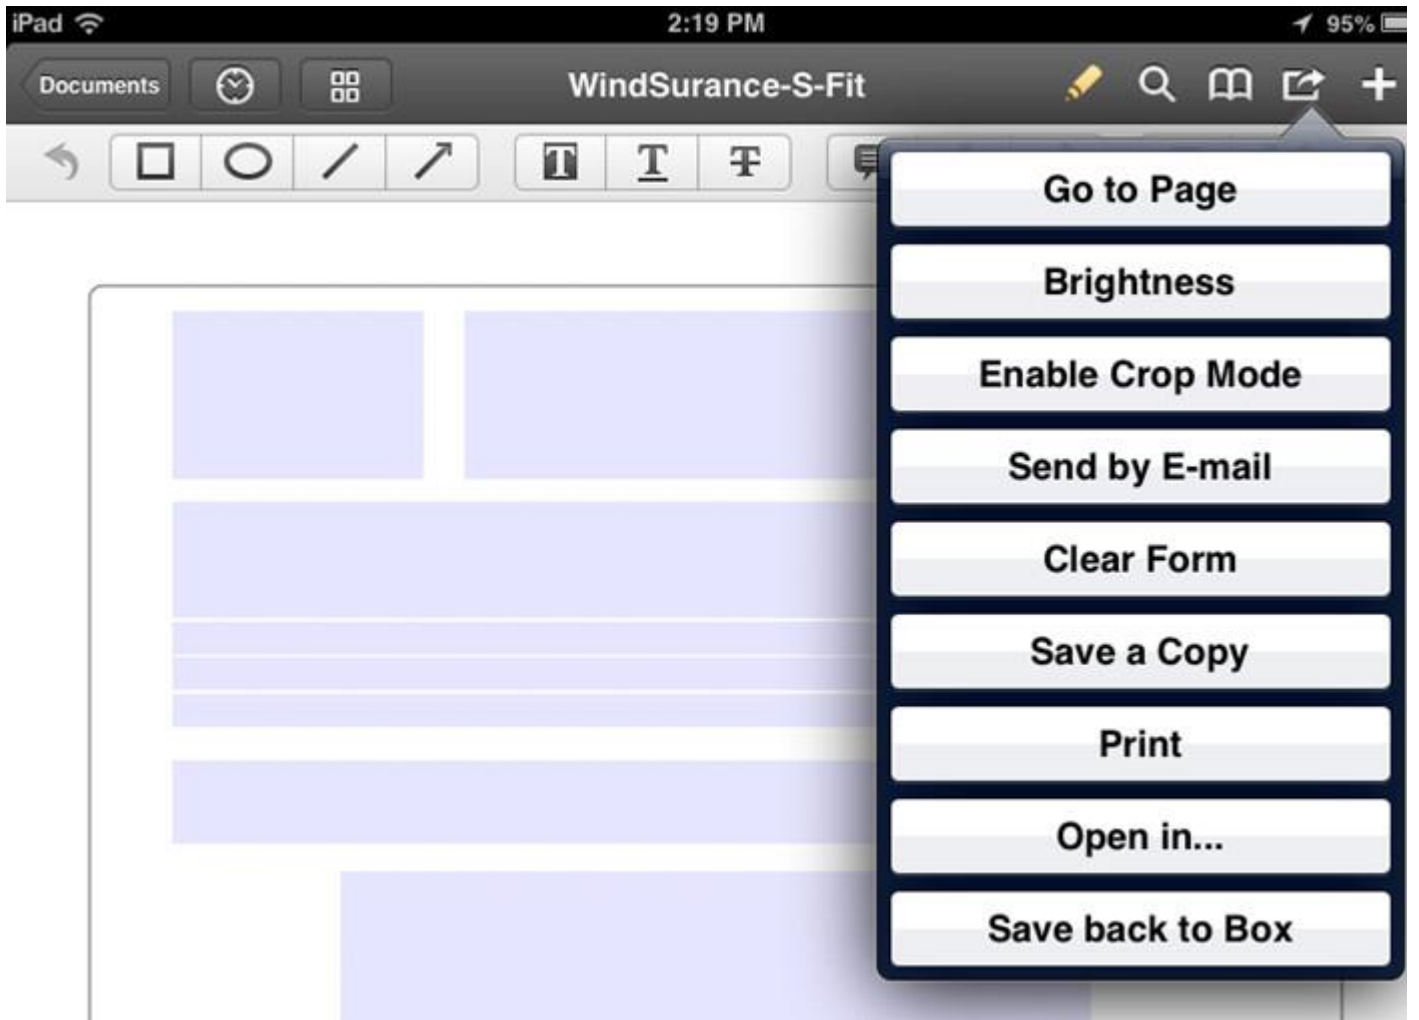 iPad 2:19 PM 95%
Documents WindSurance-S-Fit
T T T
Go to Page
Brightness
Enable Crop Mode
Send by E-mail
Clear Form
Save a Copy
Print
Open in...
Save back to Box